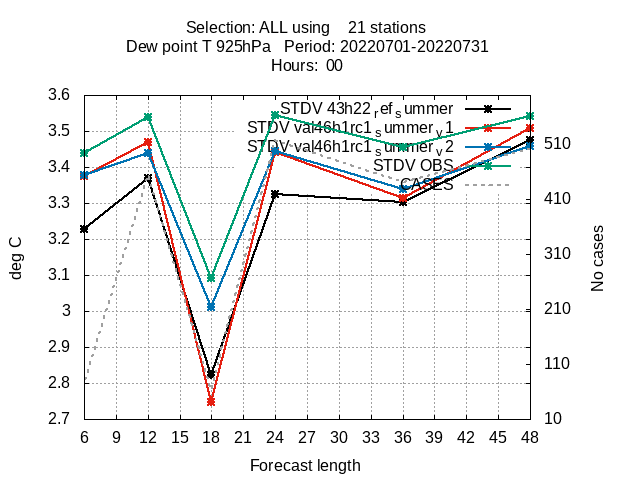 Selection: ALL using 21 stations
Dew point T 925hPa Period: 20220701-20220731
Hours: 00
3.6
3.5
3.4
3.3
3.2
3.1
3
2.9
2.8
2.7
deg C
STDV 43h22_ref_summer
STDV val46h1rc1_summer_v1
STDV val46h1rc1_summer_v2
STDV OBS
CASES
510
410
310
210
110
10
No cases
6 9 12 15 18 21 24 27 30 33 36 39 42 45 48
Forecast length